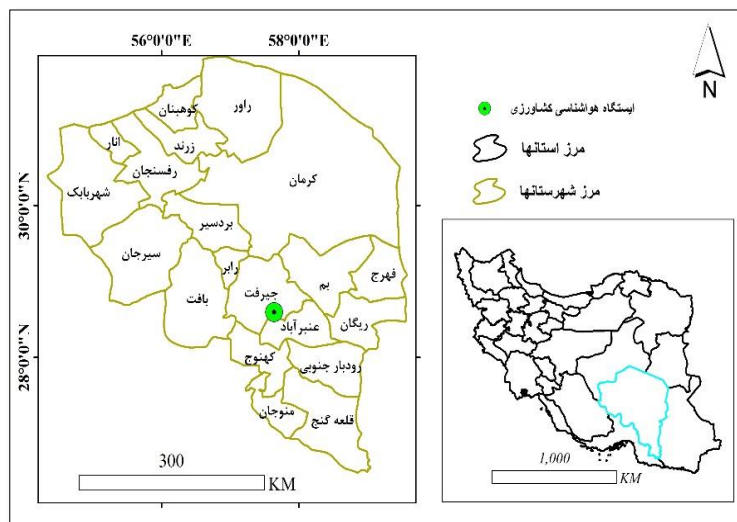 56°0'0"E
58°0'0"E
30°0'0"N
28°0'0"N
کوهبنان
راور
زرند
انار
رفسنجان
شهربابک
کرمان
بردسیر
سیرجان
رابر
بافت
جیرفت
بم
فهرج
عنبرآباد
ریگان
کهنوج
رودبار جنوبی
منوجان
قلعه گنج
300
KM
N
ایستگاه هواشناسی کشاورزی
مرز استانها
مرز شهرستانها
1,000
KM